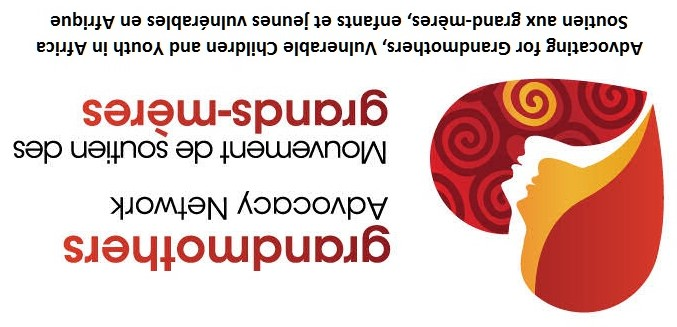 grandmothers
Advocacy Network
Mouvement de soutien des
grands-mères
Advocating for Grandmothers, Vulnerable Children and Youth in Africa
Soutien aux grand-mères, enfants et jeunes vulnérables en Afrique